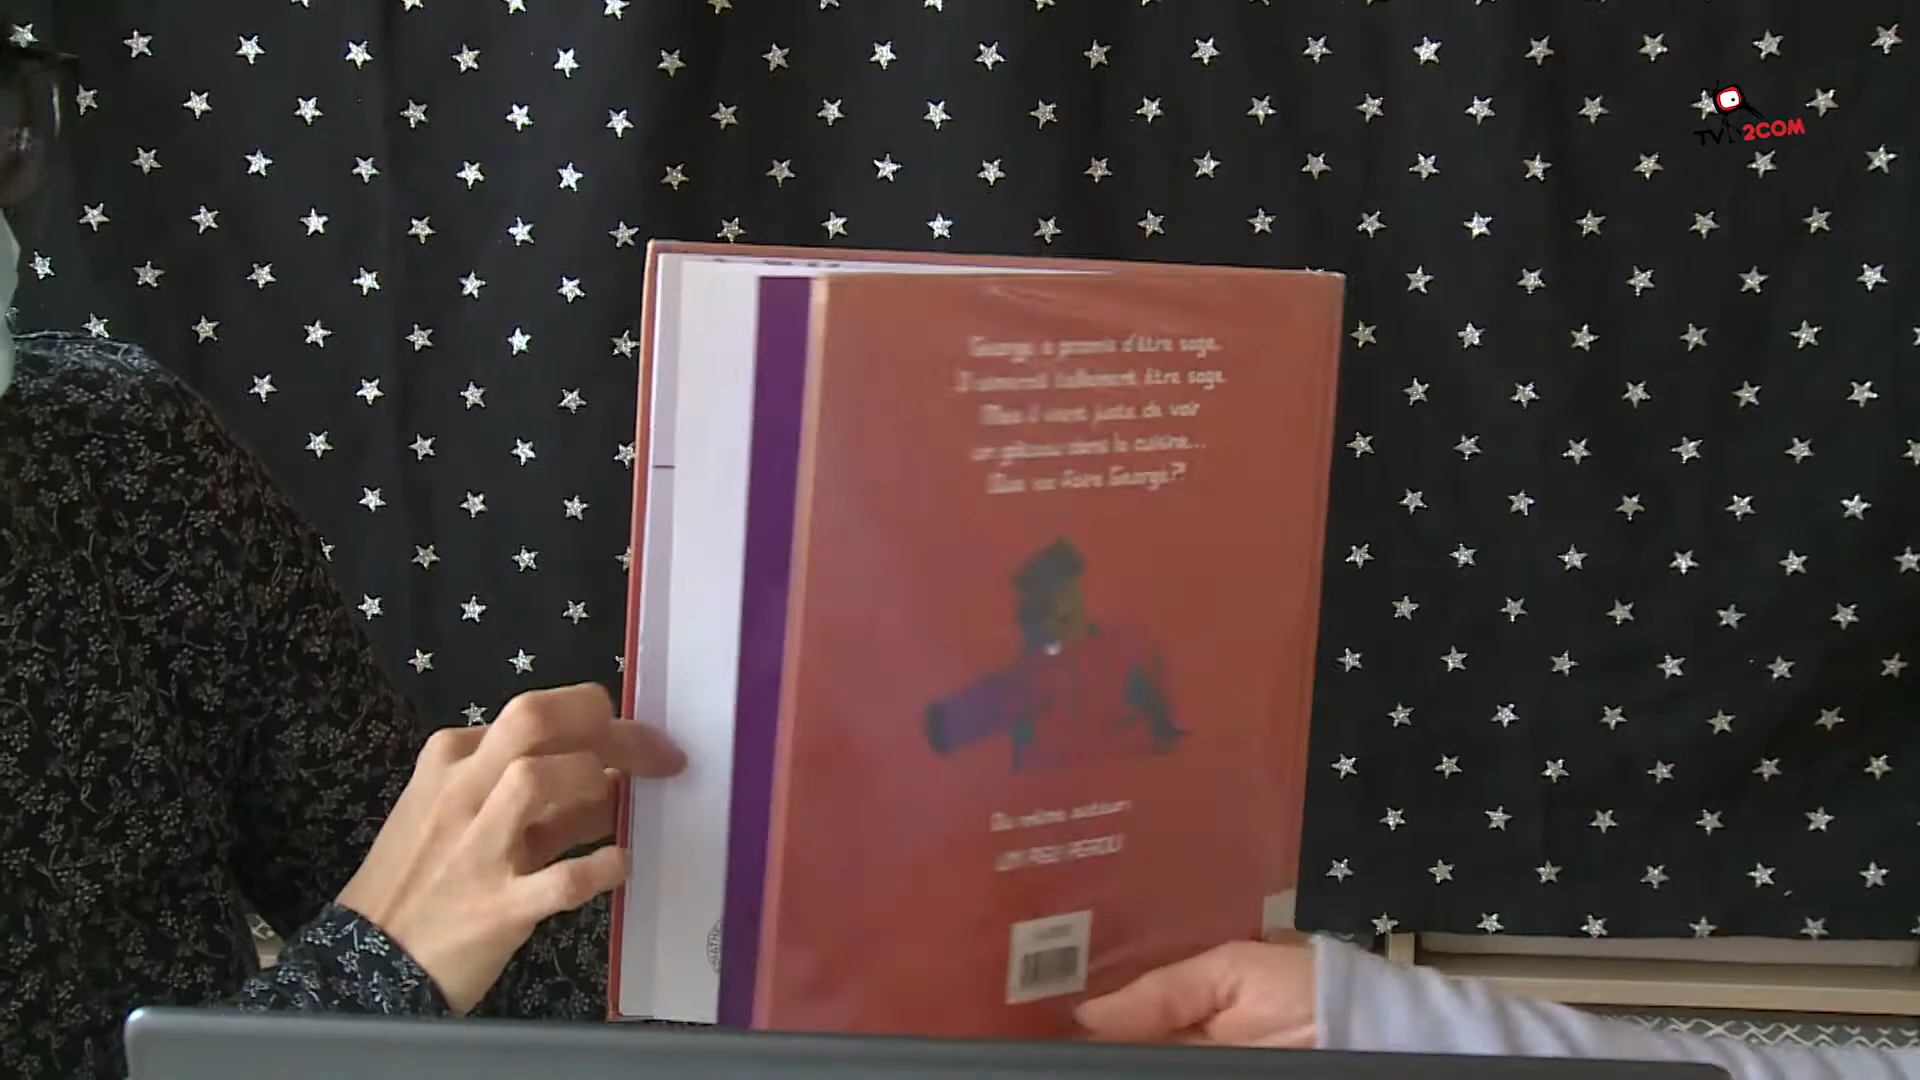 TV 2COM
George a promis d'être sage.
Il aimerait tellement être sage.
Mais il vient juste de voir
un gâteau dans la cuisine...
Que va faire George?!
Du même auteur:
UN PEU PERDU